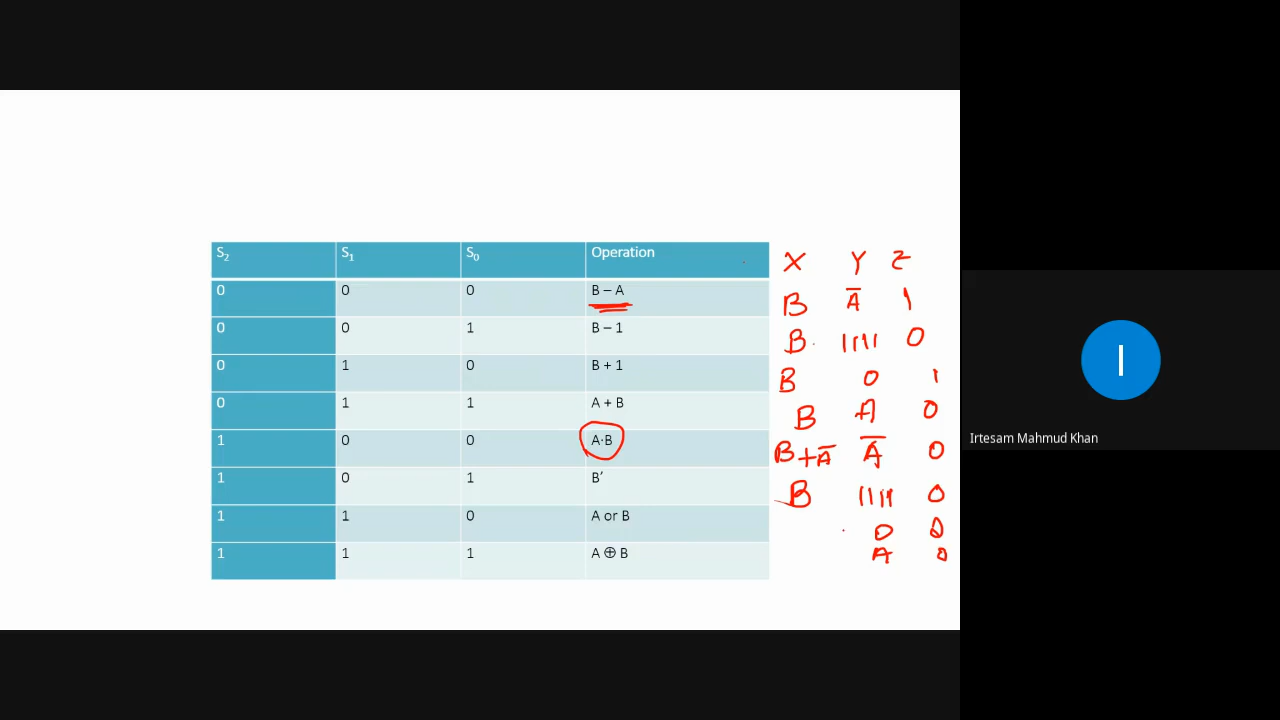 S₂ S₁ S₀ Operation X Y Z
0 0 0 B – A B A̅ 1
0 0 1 B – 1 B 1111 0
0 1 0 B + 1 B 0 1
0 1 1 A + B B A 0
1 0 0 A·B B+A̅ A̅ 0
1 0 1 B′ B 1111 0
1 1 0 A or B 0 0
1 1 1 A ⊕ B A 0
I
Irtesam Mahmud Khan